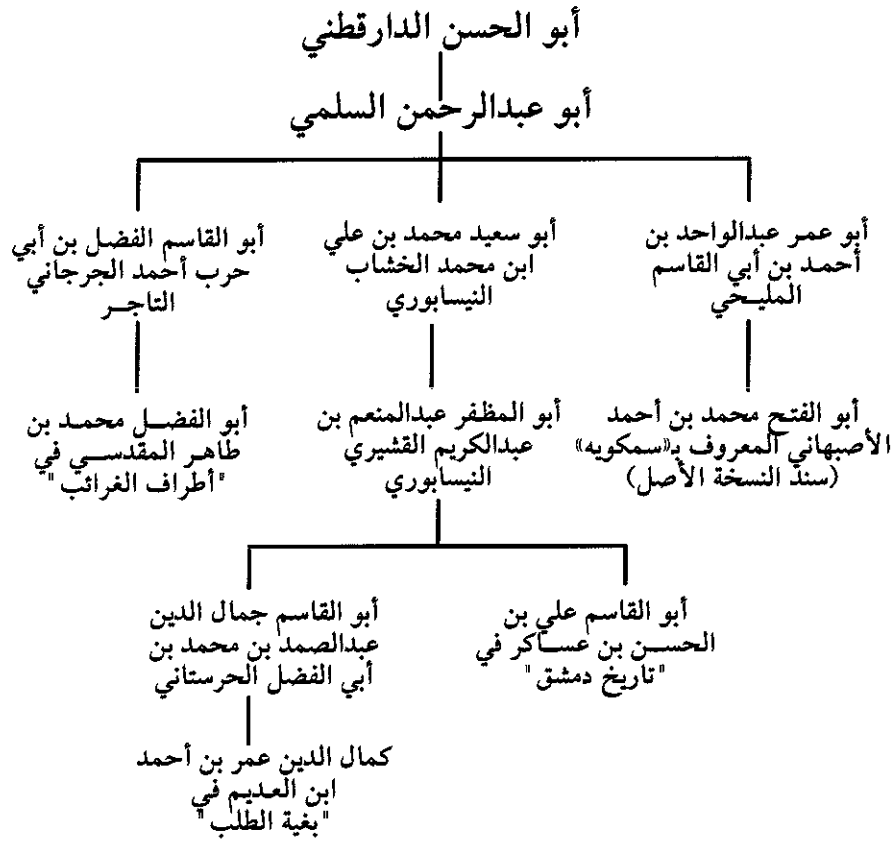 أبو الحسن الدارقطني
أبو عبدالرحمن السلمي
أبو عمر عبدالواحد بن
أحمد بن أبي القاسم
المليحي
أبو سعيد محمد بن علي
ابن محمد الخشاب
النيسابوري
أبو القاسم الفضل بن أبي
حرب أحمد الجرجاني
التاجر
أبو الفتح محمد بن أحمد
الأصبهاني المعروف بـ«سمكويه»
(سند النسخة الأصل)
أبو المظفر عبدالمنعم بن
عبدالكريم القشيري
النيسابوري
أبو الفضل محمد بن
طاهر المقدسي في
"أطراف الغرائب"
أبو القاسم علي بن
الحسن بن عساكر في
"تاريخ دمشق"
أبو القاسم جمال الدين
عبدالصمد بن محمد بن
أبي الفضل الحرستاني
كمال الدين عمر بن أحمد
ابن العديم في
"بغية الطلب"